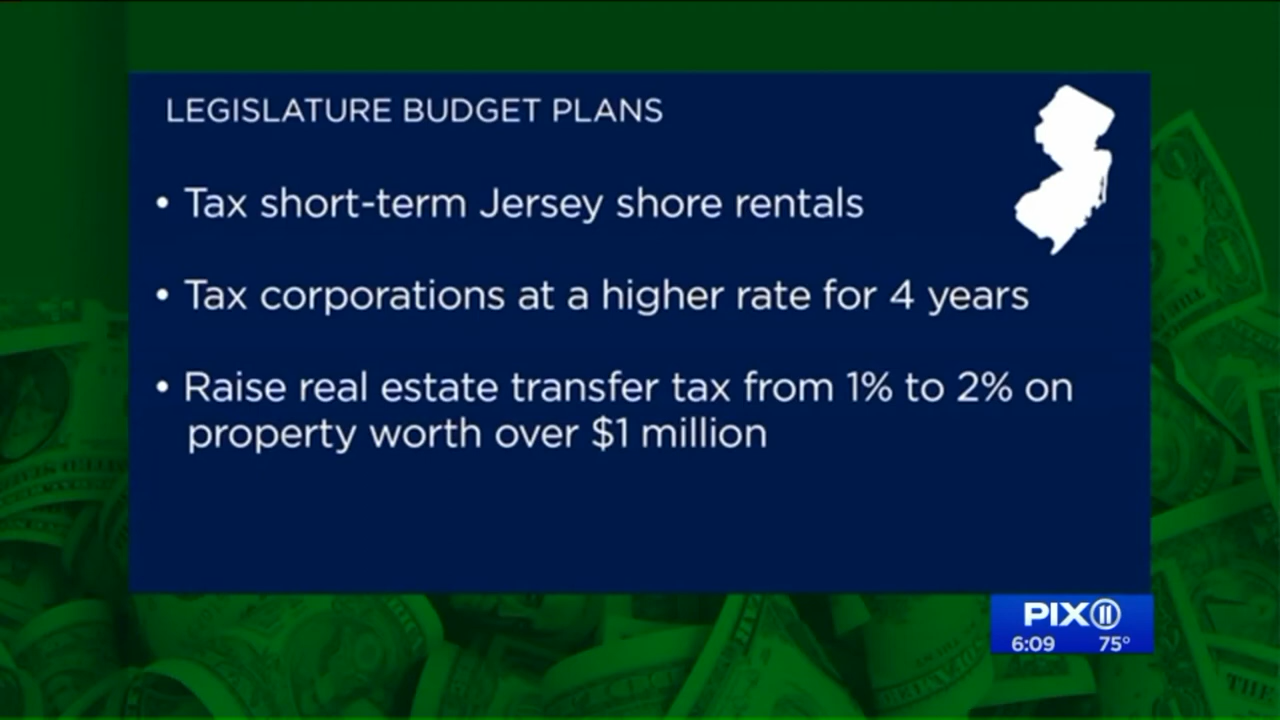 LEGISLATURE BUDGET PLANS
• Tax short-term Jersey shore rentals
• Tax corporations at a higher rate for 4 years
• Raise real estate transfer tax from 1% to 2% on
property worth over $1 million
PIX11
6:09 75°